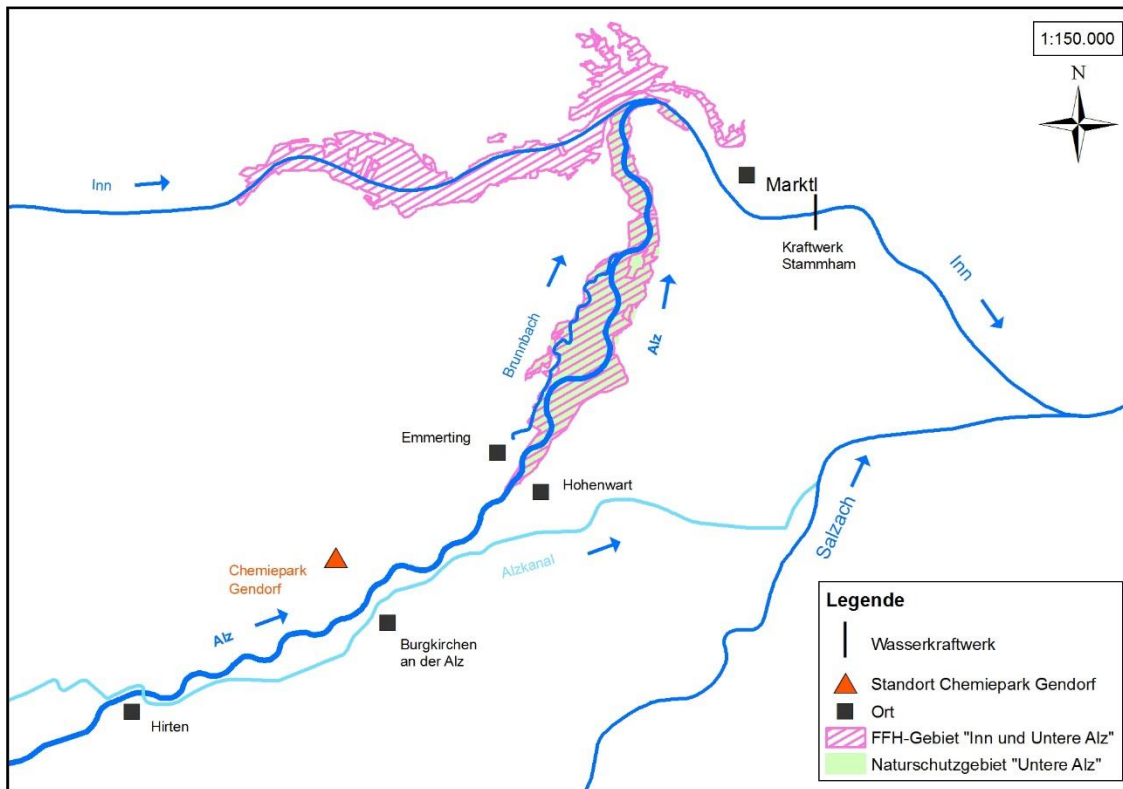 1:150.000
N
Inn
Marktl
Kraftwerk
Stammham
Inn
Brunnbach
Alz
Emmerting
Hohenwart
Salzach
Chemiepark
Gendorf
Alzkanal
Alz
Burgkirchen
an der Alz
Hirten
Legende
Wasserkraftwerk
Standort Chemiepark Gendorf
Ort
FFH-Gebiet "Inn und Untere Alz"
Naturschutzgebiet "Untere Alz"